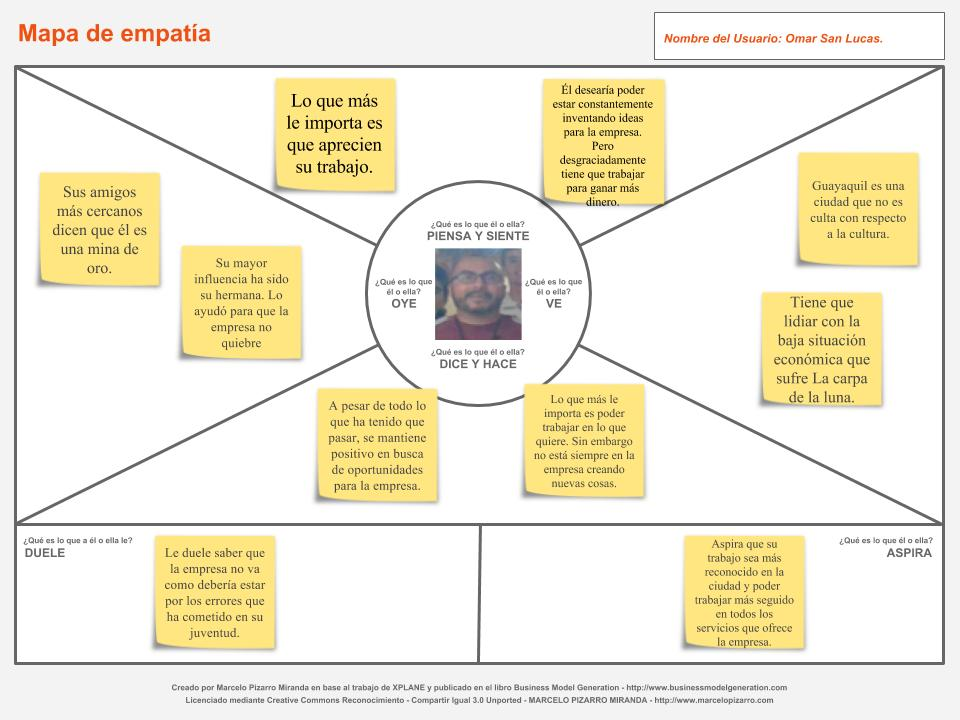 Mapa de empatía
Nombre del Usuario: Omar San Lucas.
Lo que más
le importa es
que aprecien
su trabajo.
Él desearía poder
estar constantemente
inventando ideas
para la empresa.
Pero
desgraciadamente
tiene que trabajar
para ganar más
dinero.
Sus amigos
más cercanos
dicen que él es
una mina de
oro.
Su mayor
influencia ha sido
su hermana. Lo
ayudó para que la
empresa no
quiebre
Guayaquil es una
ciudad que no es
culta con respecto
a la cultura.
Tiene que
lidiar con la
baja situación
económica que
sufre La carpa
de la luna.
¿Qué es lo que él o ella?
PIENSA Y SIENTE
¿Qué es lo que
él o ella?
OYE
¿Qué es lo que
él o ella?
VE
¿Qué es lo que él o ella?
DICE Y HACE
A pesar de todo lo
que ha tenido que
pasar, se mantiene
positivo en busca
de oportunidades
para la empresa.
Lo que más le
importa es poder
trabajar en lo que
quiere. Sin embargo
no está siempre en la
empresa creando
nuevas cosas.
¿Qué es lo que a él o ella le?
DUELE
Le duele saber que
la empresa no va
como debería estar
por los errores que
ha cometido en su
juventud.
Aspira que su
trabajo sea más
reconocido en la
ciudad y poder
trabajar más seguido
en todos los
servicios que ofrece
la empresa.
¿Qué es lo que él o ella?
ASPIRA
Creado por Marcelo Pizarro Miranda en base al trabajo de XPLANE y publicado en el libro Business Model Generation - http://www.businessmodelgeneration.com
Licenciado mediante Creative Commons Reconocimiento - Compartir Igual 3.0 Unported - MARCELO PIZARRO MIRANDA - http://www.marcelopizarro.com